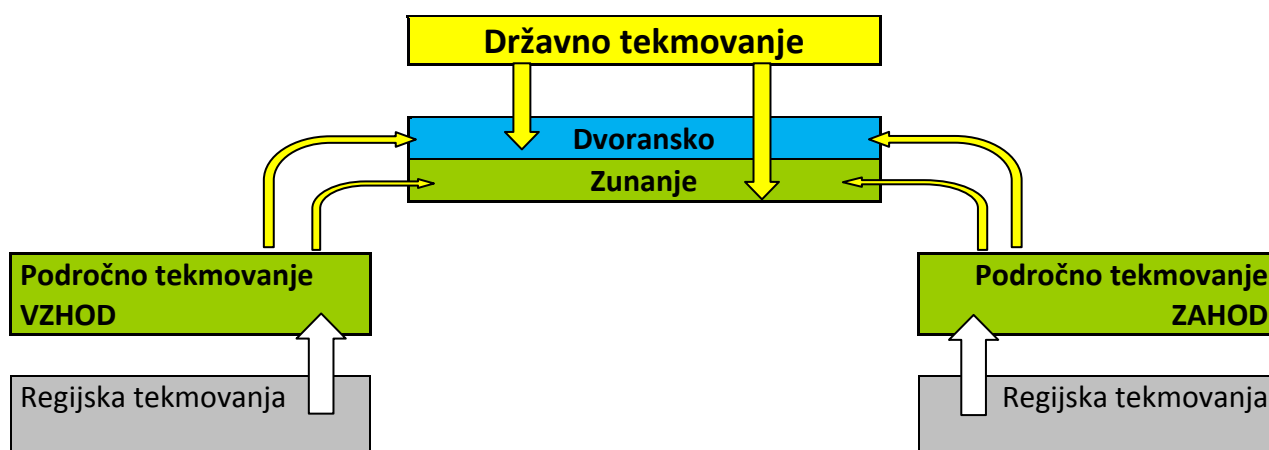 Državno tekmovanje
Dvoransko
Zunanje
Področno tekmovanje
VZHOD
Področno tekmovanje
ZAHOD
Regijska tekmovanja
Regijska tekmovanja